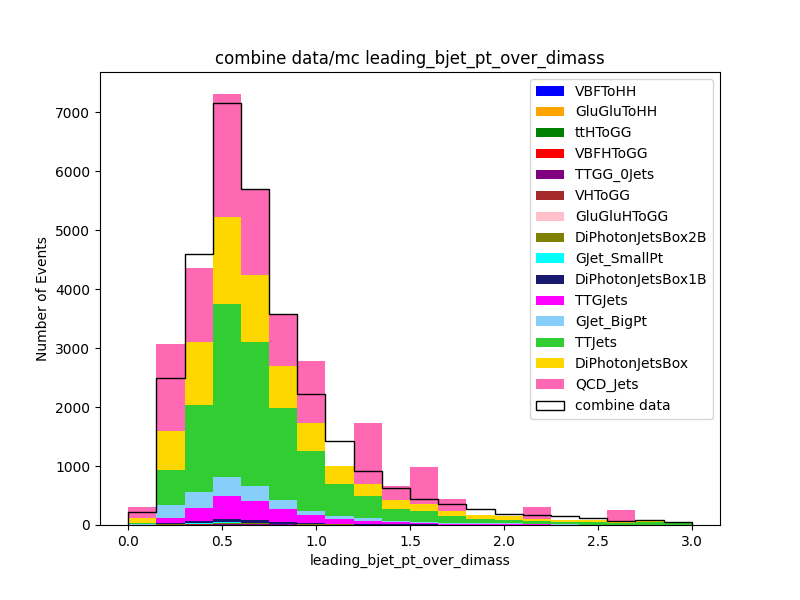 combine data/mc leading_bjet_pt_over_dimass
Number of Events
7000
6000
5000
4000
3000
2000
1000
0
0.0
0.5
1.0
1.5
2.0
2.5
3.0
leading_bjet_pt_over_dimass
VBFToHH
GluGluToHH
ttHToGG
VBFHToGG
TTGG_0Jets
VHToGG
GluGluHToGG
DiPhotonJetsBox2B
GJet_SmallPt
DiPhotonJetsBox1B
TTGJets
GJet_BigPt
TTJets
DiPhotonJetsBox
QCD_Jets
combine data